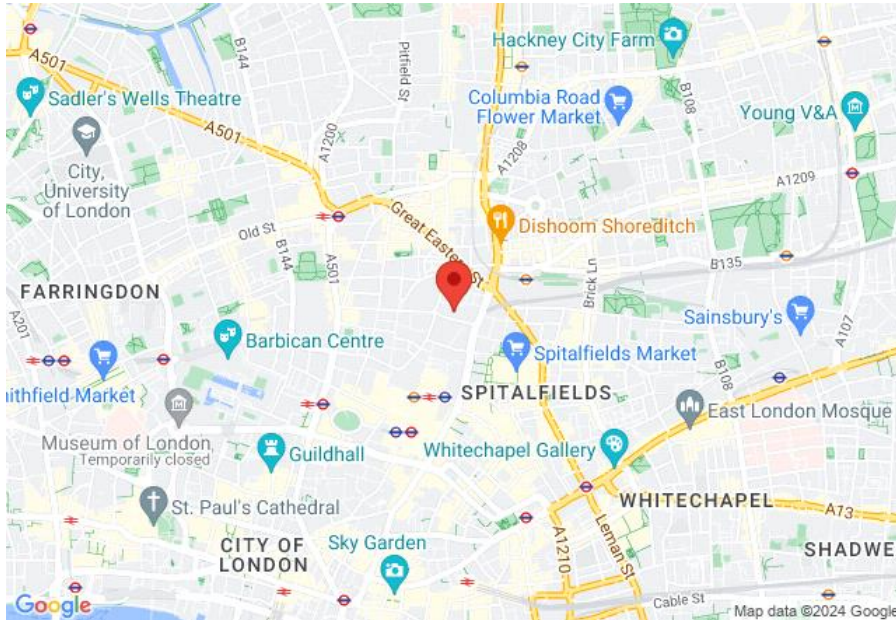 A501
B144
Pitfield St
Hackney City Farm
Sadler's Wells Theatre
A501
Columbia Road
Flower Market
B108
Young V&A
City,
University
of London
A1200
A1208
A1209
Old St
Great Eastern St
Dishoom Shoreditch
B144
A501
B135
FARRINGDON
Brick Ln
Sainsbury's
A201
Barbican Centre
A107
Spitalfields Market
ithfield Market
SPITALFIELDS
B108
East London Mosque
Museum of London,
Temporarily closed
Guildhall
Whitechapel Gallery
St. Paul's Cathedral
WHITECHAPEL
A13
CITY OF
LONDON
Sky Garden
A1210
Leman St
SHADWE
Cable St
Google
Map data ©2024 Google